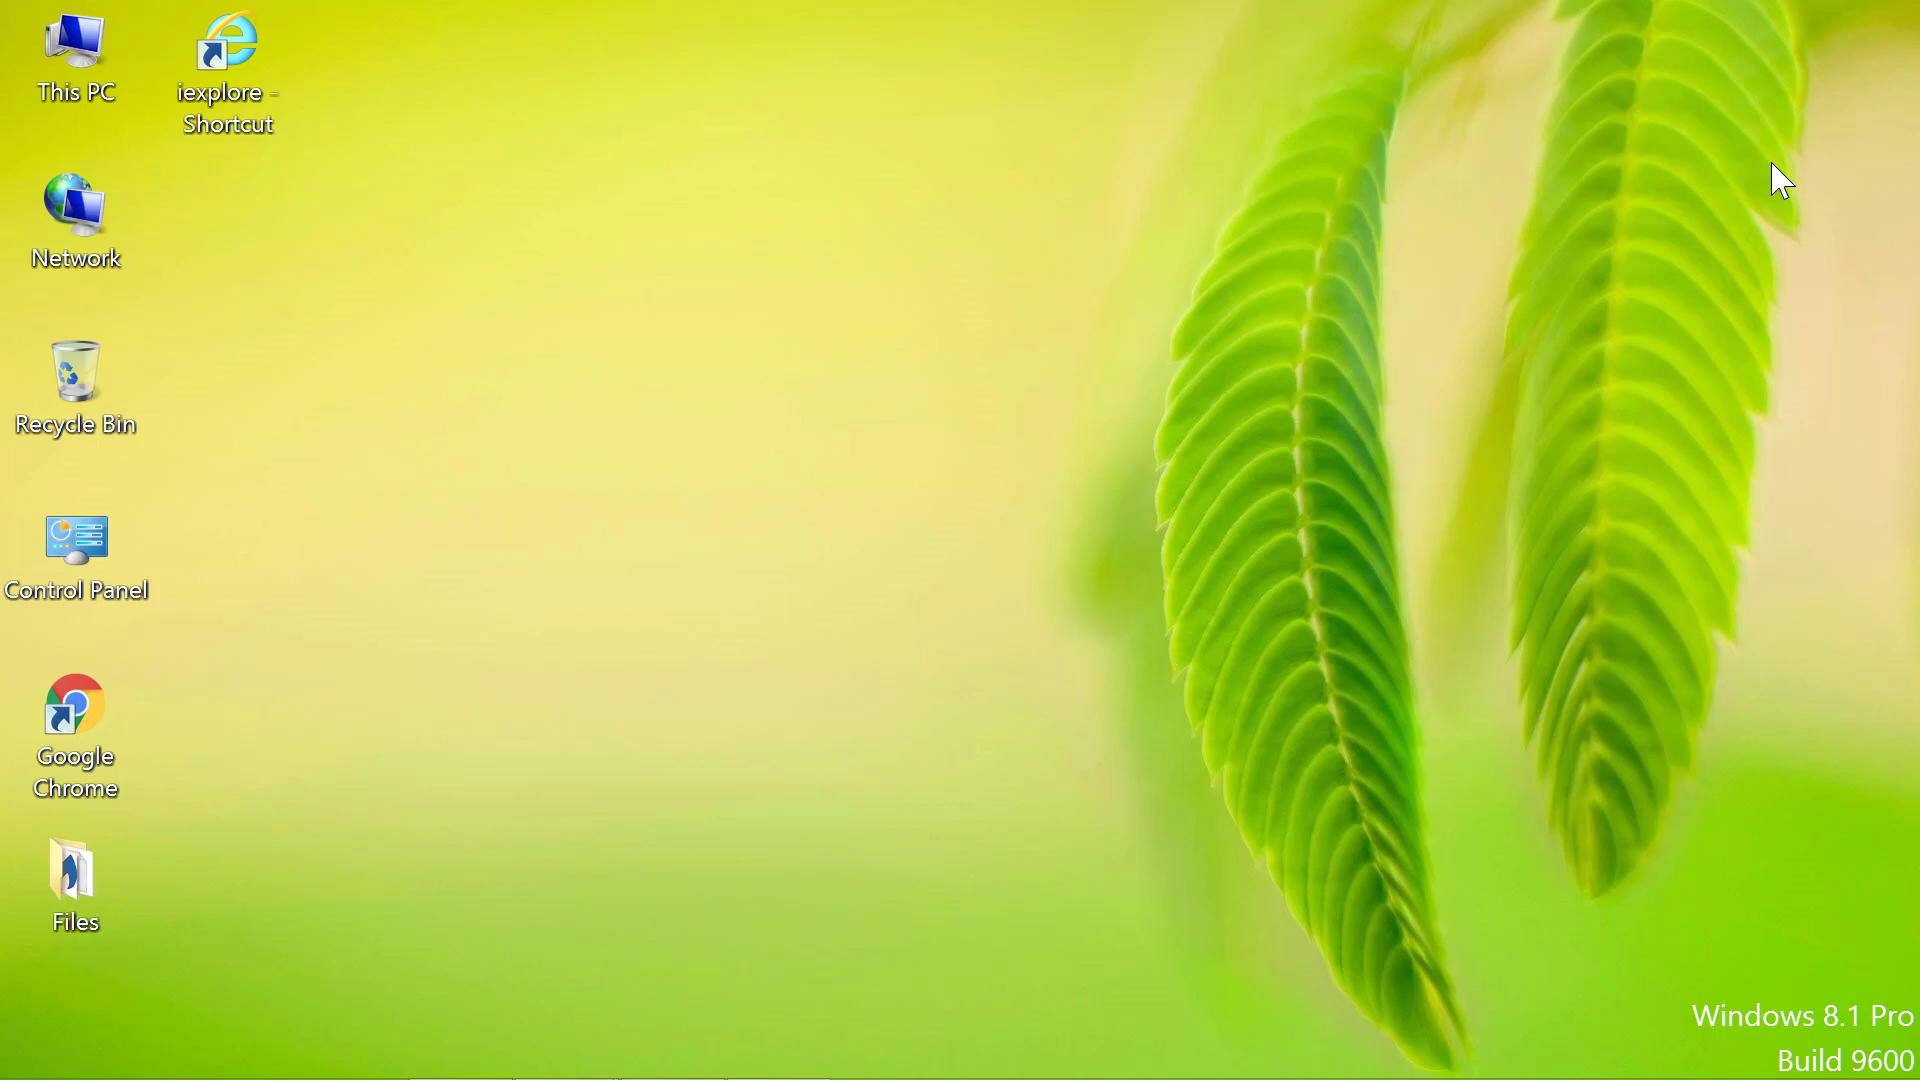 This PC
iexplore -
Shortcut
Network
Recycle Bin
Control Panel
Google
Chrome
Files
Windows 8.1 Pro
Build 9600